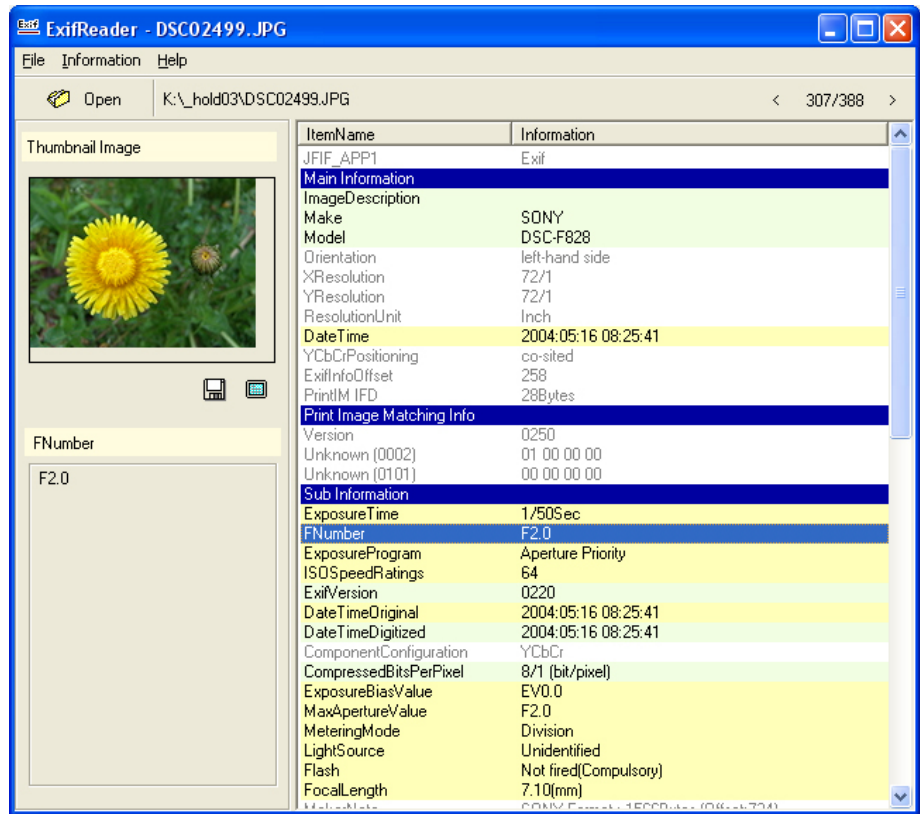 ExifReader - DSC02499.JPG
File Information Help
Open K:\_hold03\DSC02499.JPG < 307/388 >
Thumbnail Image
FNumber
F2.0
ItemName Information
JFIF_APP1 Exif
Main Information
ImageDescription
Make SONY
Model DSC-F828
Orientation left-hand side
XResolution 72/1
YResolution 72/1
ResolutionUnit Inch
DateTime 2004:05:16 08:25:41
YCbCrPositioning co-sited
ExifInfoOffset 258
PrintIM IFD 28Bytes
Print Image Matching Info
Version 0250
Unknown (0002) 01 00 00 00
Unknown (0101) 00 00 00 00
Sub Information
ExposureTime 1/50Sec
FNumber F2.0
ExposureProgram Aperture Priority
ISOSpeedRatings 64
ExifVersion 0220
DateTimeOriginal 2004:05:16 08:25:41
DateTimeDigitized 2004:05:16 08:25:41
ComponentConfiguration YCbCr
CompressedBitsPerPixel 8/1 (bit/pixel)
ExposureBiasValue EV0.0
MaxApertureValue F2.0
MeteringMode Division
LightSource Unidentified
Flash Not fired(Compulsory)
FocalLength 7.10(mm)